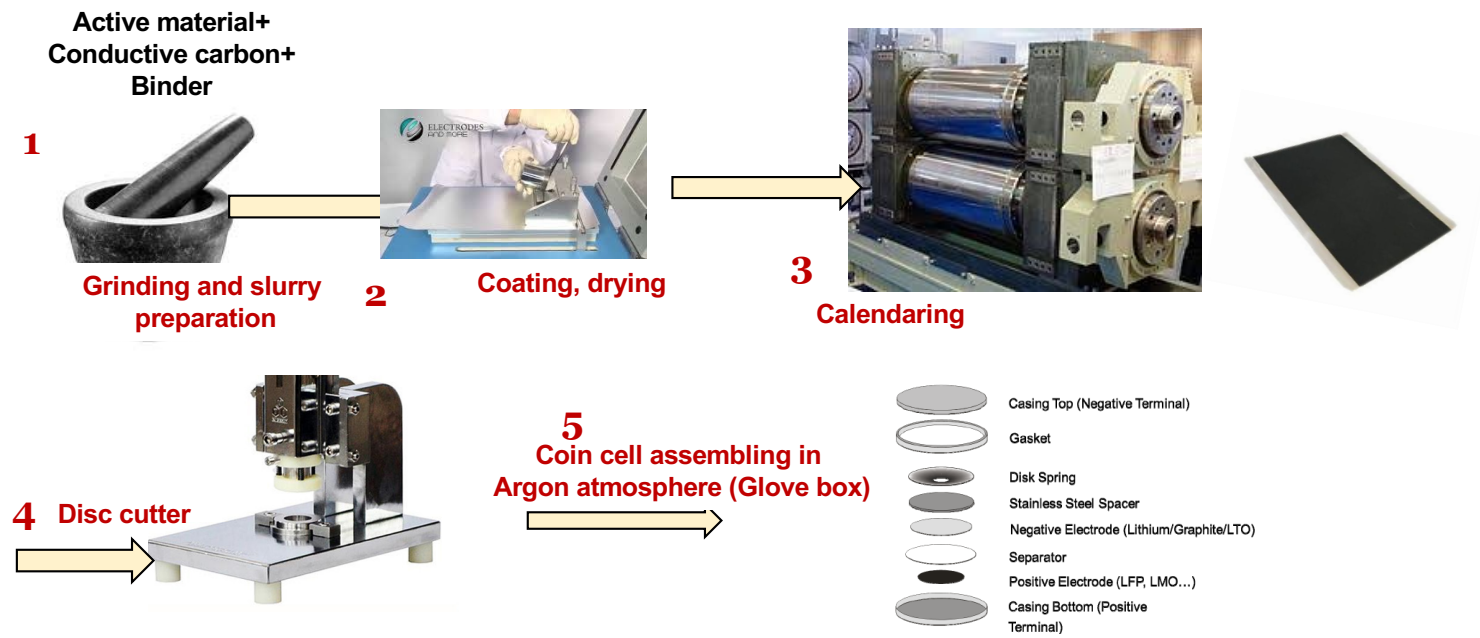 Active material+
Conductive carbon+
Binder
1
ELECTRODES
AND MORE
Grinding and slurry
preparation
2
Coating, drying
3
Calendaring
4 Disc cutter
5
Coin cell assembling in
Argon atmosphere (Glove box)
Casing Top (Negative Terminal)
Gasket
Disk Spring
Stainless Steel Spacer
Negative Electrode (Lithium/Graphite/LTO)
Separator
Positive Electrode (LFP, LMO…)
Casing Bottom (Positive
Terminal)